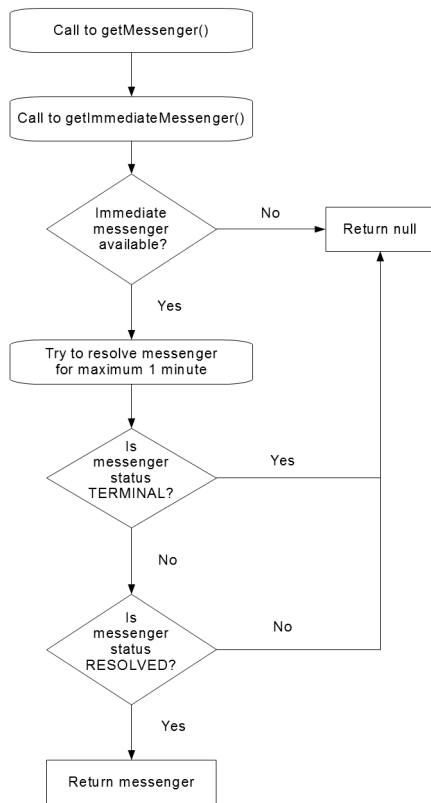 Call to getMessenger()
Call to getImmediateMessenger()
Immediate
messenger
available?
No
Return null
Yes
Try to resolve messenger
for maximum 1 minute
Is
messenger
status
TERMINAL?
Yes
No
Is
messenger
status
RESOLVED?
No
Yes
Return messenger